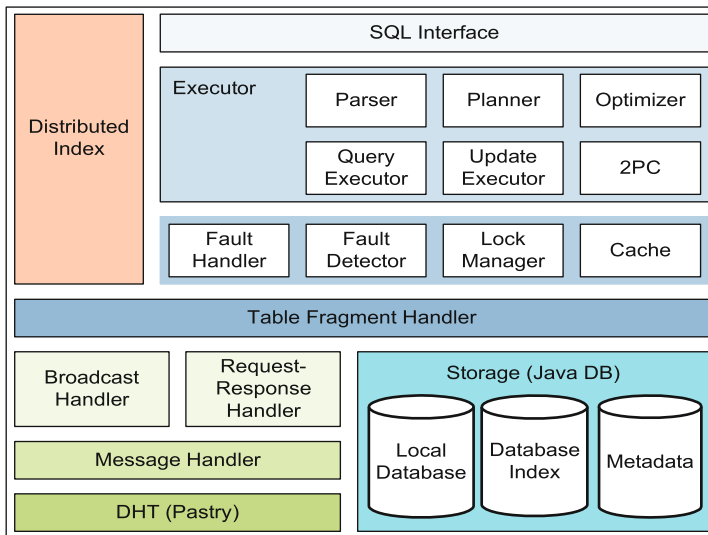 SQL Interface
Distributed
Index
Executor
Parser
Planner
Optimizer
Query
Executor
Update
Executor
2PC
Fault
Handler
Fault
Detector
Lock
Manager
Cache
Table Fragment Handler
Broadcast
Handler
Request-
Response
Handler
Message Handler
DHT (Pastry)
Storage (Java DB)
Local
Database
Database
Index
Metadata